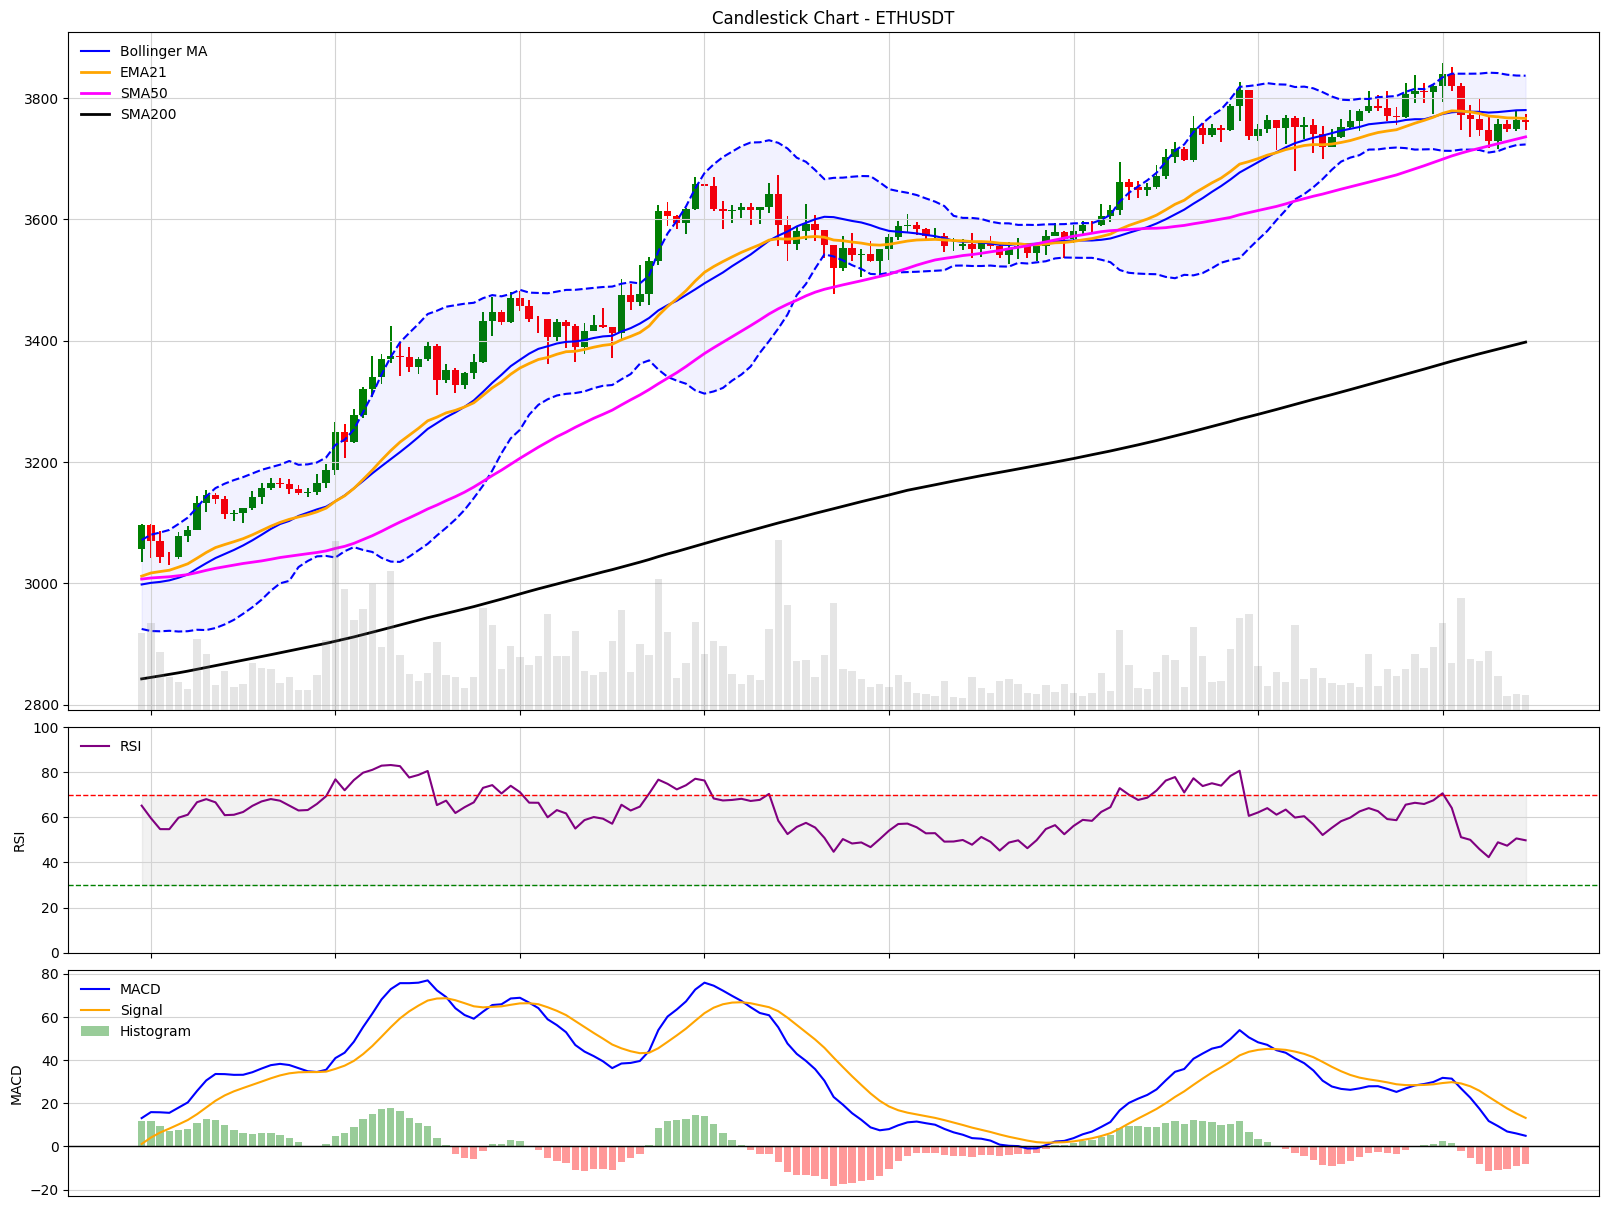 Candlestick Chart - ETHUSDT
Bollinger MA
EMA21
SMA50
SMA200
3800
3600
3400
3200
3000
2800
RSI
100
80
60
40
20
0
RSI
MACD
Signal
Histogram
80
60
40
20
0
−20
MACD